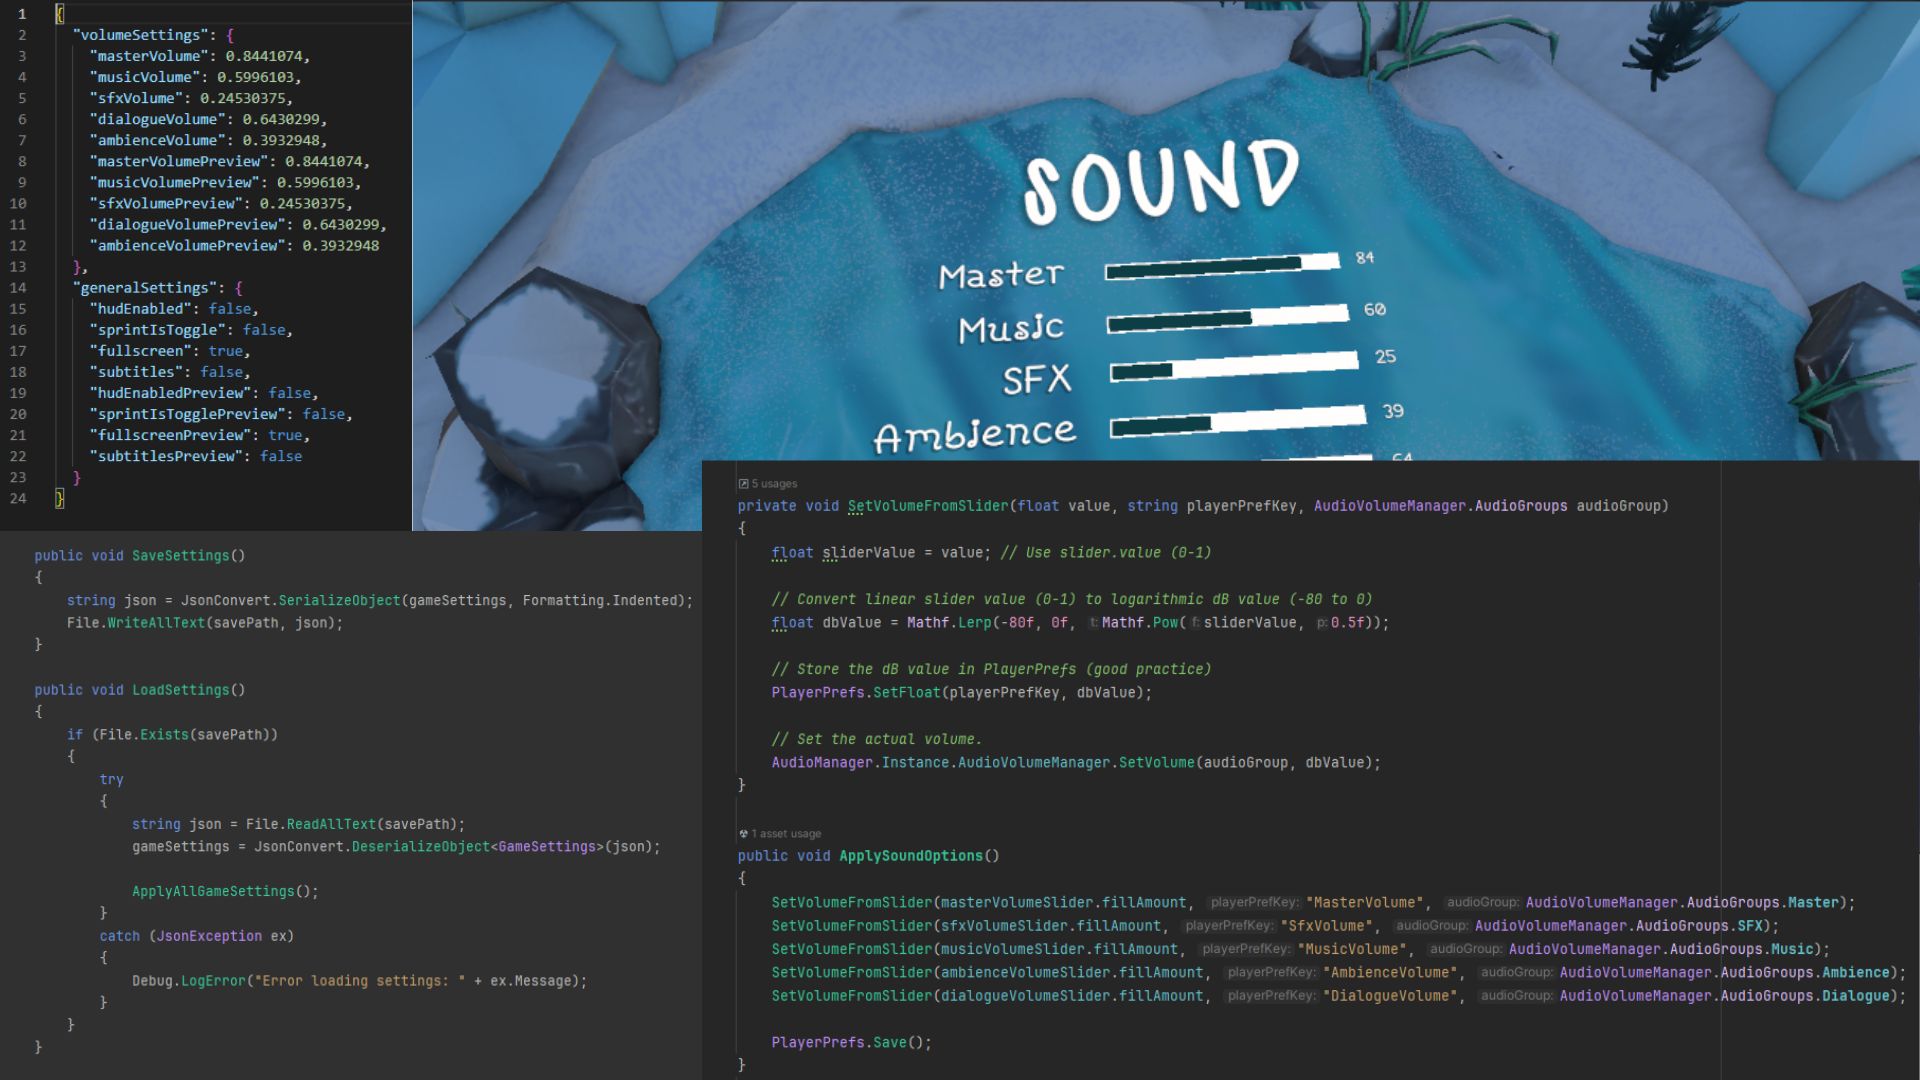 1 {
2 "volumeSettings": {
3 "masterVolume": 0.8441074,
4 "musicVolume": 0.5996103,
5 "sfxVolume": 0.24530375,
6 "dialogueVolume": 0.6430299,
7 "ambienceVolume": 0.3932948,
8 "masterVolumePreview": 0.8441074,
9 "musicVolumePreview": 0.5996103,
10 "sfxVolumePreview": 0.24530375,
11 "dialogueVolumePreview": 0.6430299,
12 "ambienceVolumePreview": 0.3932948
13 },
14 "generalSettings": {
15 "hudEnabled": false,
16 "sprintIsToggle": false,
17 "fullscreen": true,
18 "subtitles": false,
19 "hudEnabledPreview": false,
20 "sprintIsTogglePreview": false,
21 "fullscreenPreview": true,
22 "subtitlesPreview": false
23 }
24 }
SOUND
Master 84
Music 60
SFX 25
Ambience 39
64
public void SaveSettings()
{
string json = JsonConvert.SerializeObject(gameSettings, Formatting.Indented);
File.WriteAllText(savePath, json);
}
public void LoadSettings()
{
if (File.Exists(savePath))
{
try
{
string json = File.ReadAllText(savePath);
gameSettings = JsonConvert.DeserializeObject<GameSettings>(json);
ApplyAllGameSettings();
}
catch (JsonException ex)
{
Debug.LogError("Error loading settings: " + ex.Message);
}
}
}
5 usages
private void SetVolumeFromSlider(float value, string playerPrefKey, AudioVolumeManager.AudioGroups audioGroup)
{
float sliderValue = value; // Use slider.value (0-1)
// Convert linear slider value (0-1) to logarithmic dB value (-80 to 0)
float dbValue = Mathf.Lerp(-80f, 0f, t: Mathf.Pow( f: sliderValue, p: 0.5f));
// Store the dB value in PlayerPrefs (good practice)
PlayerPrefs.SetFloat(playerPrefKey, dbValue);
// Set the actual volume.
AudioManager.Instance.AudioVolumeManager.SetVolume(audioGroup, dbValue);
}
1 asset usage
public void ApplySoundOptions()
{
SetVolumeFromSlider(masterVolumeSlider.fillAmount, playerPrefKey: "MasterVolume", audioGroup: AudioVolumeManager.AudioGroups.Master);
SetVolumeFromSlider(sfxVolumeSlider.fillAmount, playerPrefKey: "SfxVolume", audioGroup: AudioVolumeManager.AudioGroups.SFX);
SetVolumeFromSlider(musicVolumeSlider.fillAmount, playerPrefKey: "MusicVolume", audioGroup: AudioVolumeManager.AudioGroups.Music);
SetVolumeFromSlider(ambienceVolumeSlider.fillAmount, playerPrefKey: "AmbienceVolume", audioGroup: AudioVolumeManager.AudioGroups.Ambience);
SetVolumeFromSlider(dialogueVolumeSlider.fillAmount, playerPrefKey: "DialogueVolume", audioGroup: AudioVolumeManager.AudioGroups.Dialogue);
PlayerPrefs.Save();
}